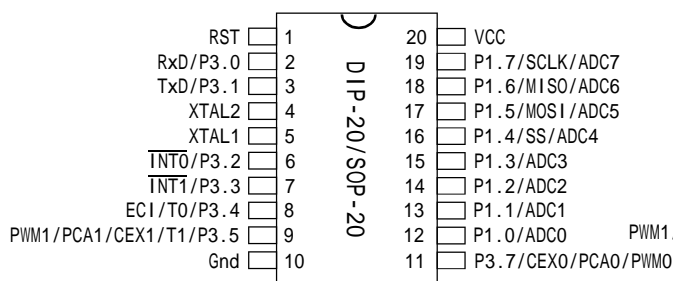 RST 1 20 VCC
RxD/P3.0 2 19 P1.7/SCLK/ADC7
TxD/P3.1 3 18 P1.6/MISO/ADC6
XTAL2 4 17 P1.5/MOSI/ADC5
XTAL1 5 16 P1.4/SS/ADC4
INT0/P3.2 6 15 P1.3/ADC3
INT1/P3.3 7 14 P1.2/ADC2
ECI/T0/P3.4 8 13 P1.1/ADC1
PWM1/PCA1/CEX1/T1/P3.5 9 12 P1.0/ADC0 PWM1
Gnd 10 11 P3.7/CEX0/PCA0/PWM0
DIP-20/SOP-20